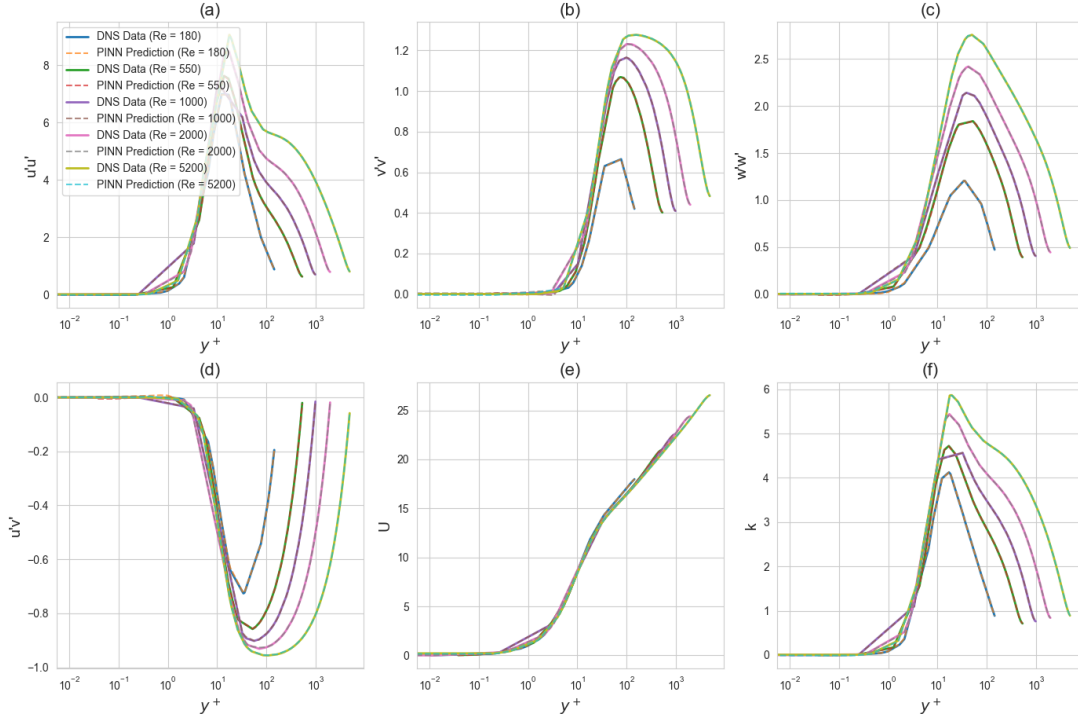 (a)
DNS Data (Re = 180)
PINN Prediction (Re = 180)
DNS Data (Re = 550)
PINN Prediction (Re = 550)
DNS Data (Re = 1000)
PINN Prediction (Re = 1000)
DNS Data (Re = 2000)
PINN Prediction (Re = 2000)
DNS Data (Re = 5200)
PINN Prediction (Re = 5200)
u'u'
8
6
4
2
0
10⁻² 10⁻¹ 10⁰ 10¹ 10² 10³
y⁺
(b)
v'v'
1.2
1.0
0.8
0.6
0.4
0.2
0.0
10⁻² 10⁻¹ 10⁰ 10¹ 10² 10³
y⁺
(c)
w'w'
2.5
2.0
1.5
1.0
0.5
0.0
10⁻² 10⁻¹ 10⁰ 10¹ 10² 10³
y⁺
(d)
u'v'
0.0
−0.2
−0.4
−0.6
−0.8
−1.0
10⁻² 10⁻¹ 10⁰ 10¹ 10² 10³
y⁺
(e)
U
25
20
15
10
5
0
10⁻² 10⁻¹ 10⁰ 10¹ 10² 10³
y⁺
(f)
k
6
5
4
3
2
1
0
10⁻² 10⁻¹ 10⁰ 10¹ 10² 10³
y⁺